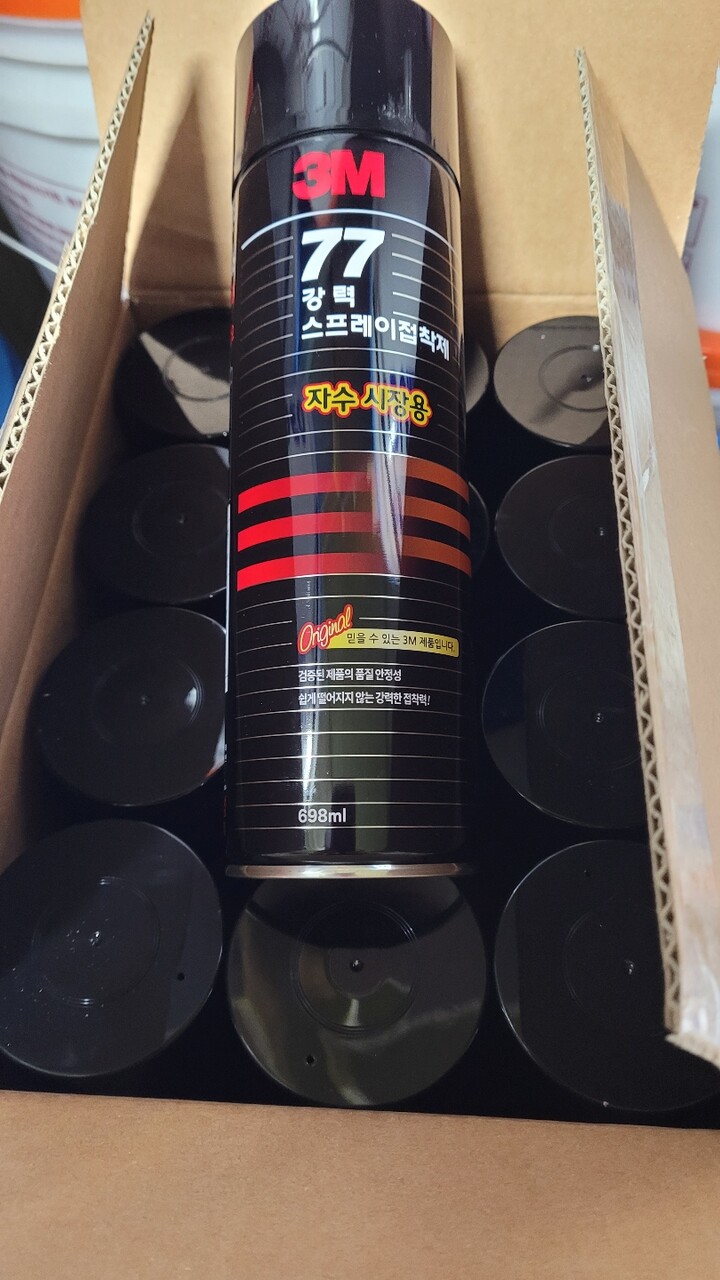 3M
77
강력
스프레이접착제
자수 시장용
Original 믿을 수 있는 3M 제품입니다.
검증된 제품의 품질 안정성
쉽게 떨어지지 않는 강력한 접착력!
698ml